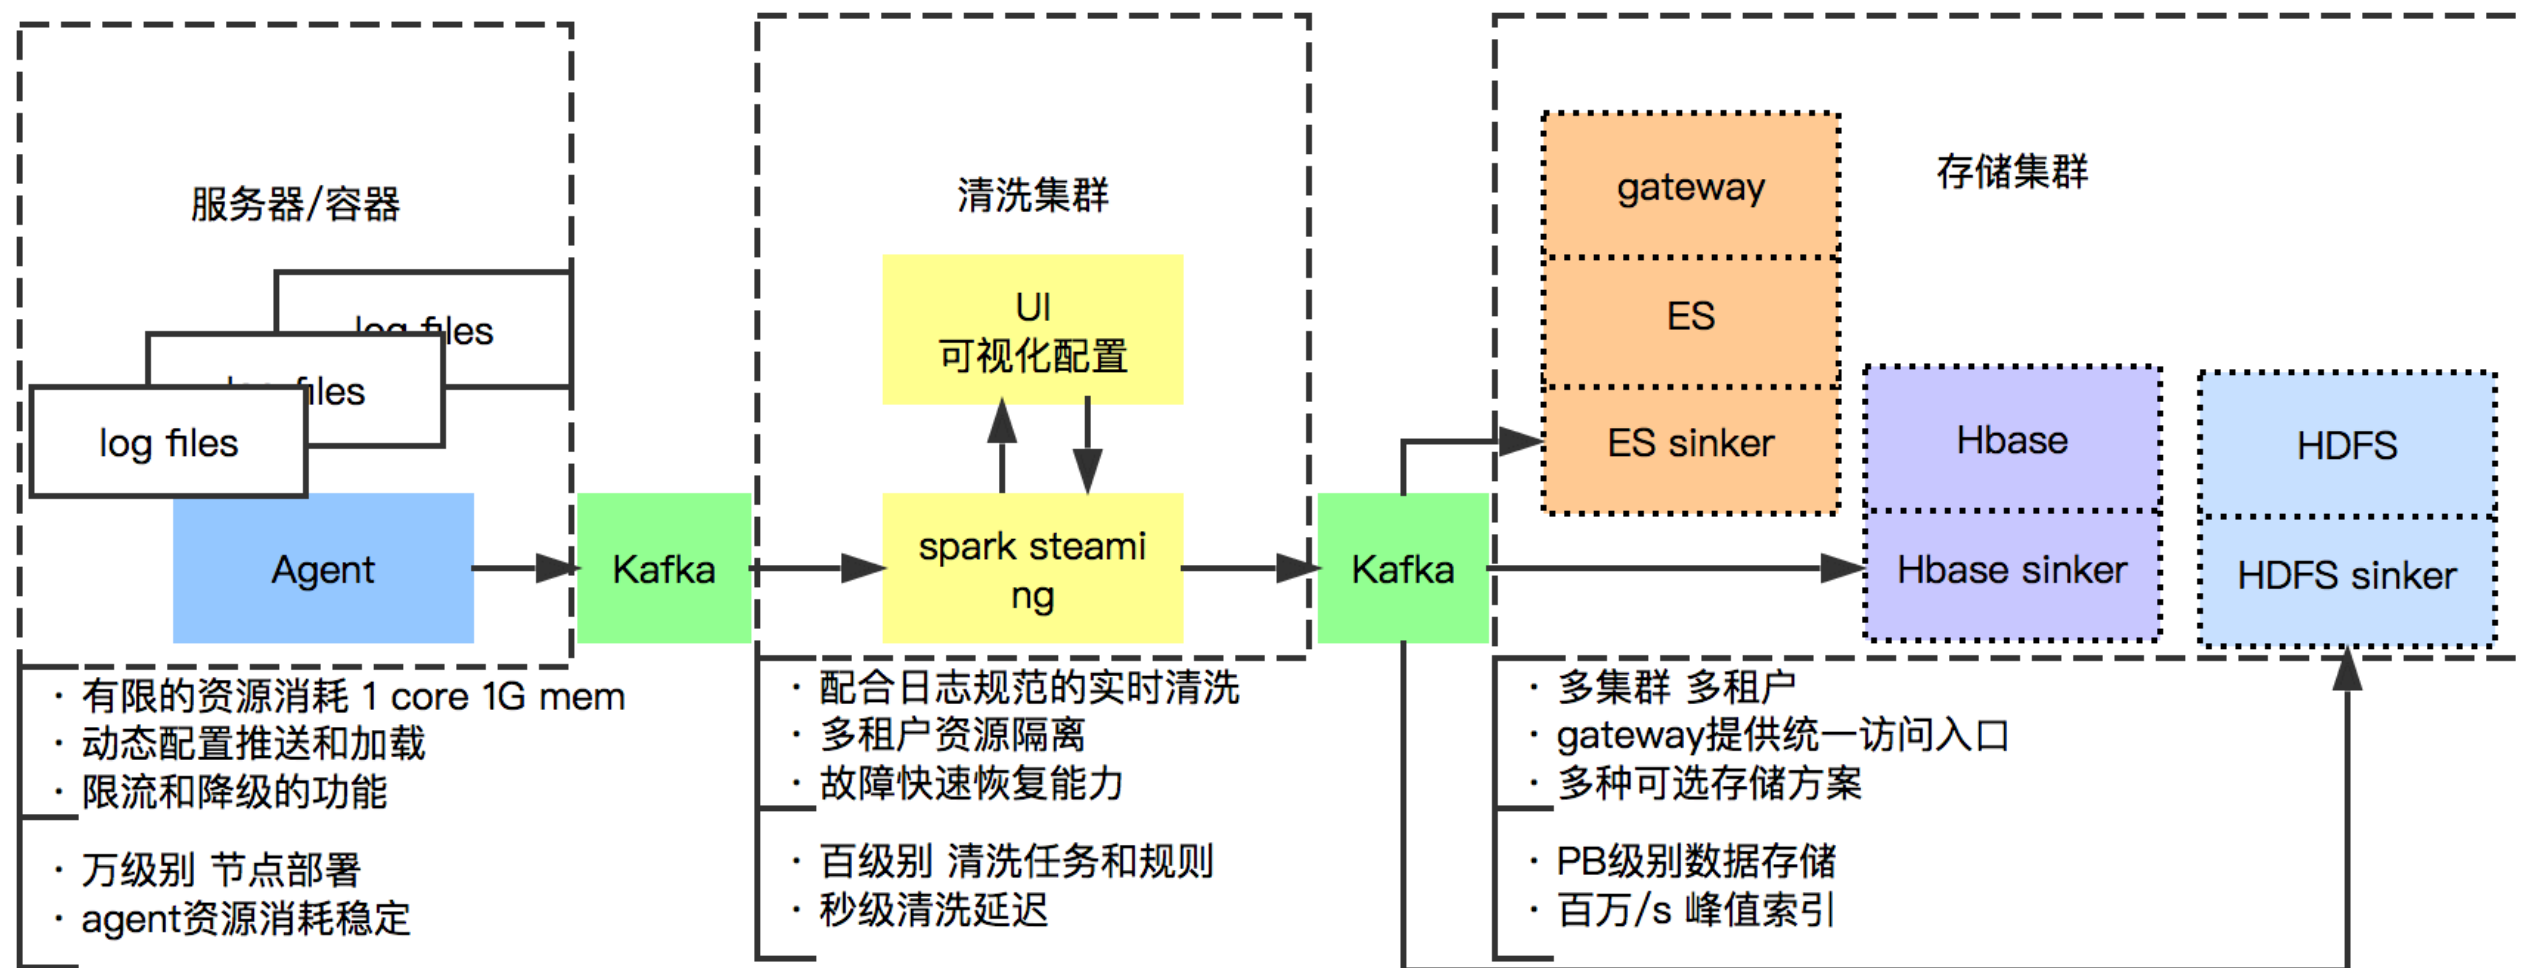 服务器/容器
log files
log files
log files
Agent
Kafka
清洗集群
UI
可视化配置
spark steami
ng
Kafka
存储集群
gateway
ES
ES sinker
Hbase
Hbase sinker
HDFS
HDFS sinker
· 有限的资源消耗 1 core 1G mem
· 动态配置推送和加载
· 限流和降级的功能
· 万级别 节点部署
· agent资源消耗稳定
· 配合日志规范的实时清洗
· 多租户资源隔离
· 故障快速恢复能力
· 百级别 清洗任务和规则
· 秒级清洗延迟
· 多集群 多租户
· gateway提供统一访问入口
· 多种可选存储方案
· PB级别数据存储
· 百万/s 峰值索引